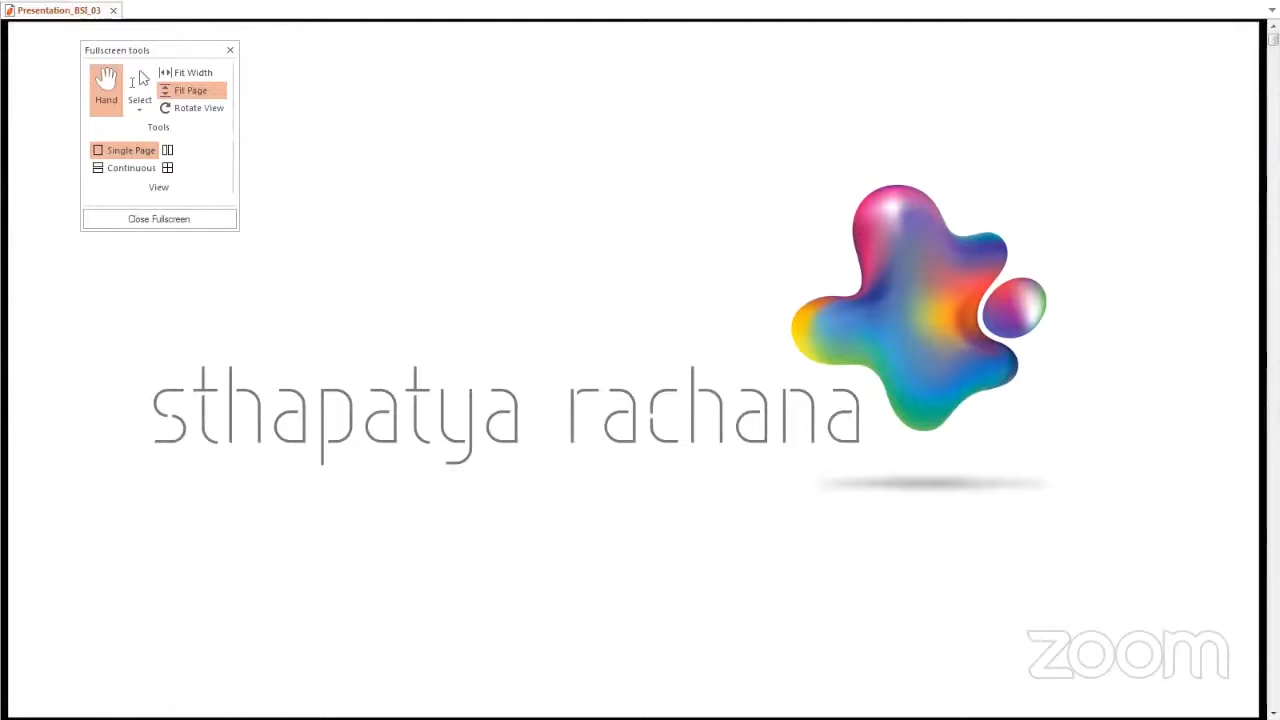 Presentation_BSI_03
Fullscreen tools
Hand
Select
Fit Width
Fit Page
Rotate View
Tools
Single Page
Continuous
View
Close Fullscreen
sthapatya rachana
zoom